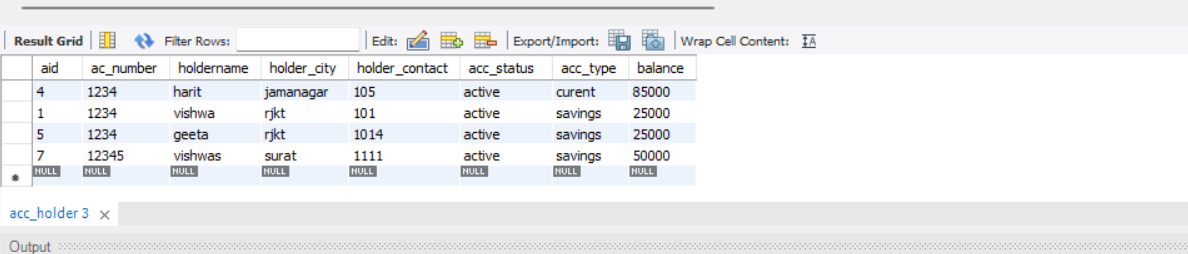 Result Grid Filter Rows: Edit: Export/Import: Wrap Cell Content: IA
aid ac_number holdername holder_city holder_contact acc_status acc_type balance
4 1234 harit jamanagar 105 active curent 85000
1 1234 vishwa rjkt 101 active savings 25000
5 1234 geeta rjkt 1014 active savings 25000
7 12345 vishwas surat 1111 active savings 50000
NULL NULL NULL NULL NULL NULL NULL NULL
acc_holder 3
Output